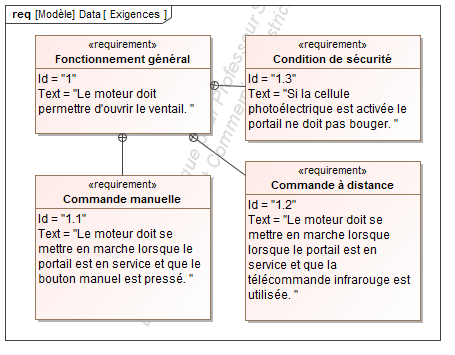 req [Modèle] Data [ Exigences ]
«requirement»
Fonctionnement général
Id = "1"
Text = "Le moteur doit
permettre d'ouvrir le ventail. "
«requirement»
Condition de sécurité
Id = "1.3"
Text = "Si la cellule
photoélectrique est activée le
portail ne doit pas bouger. "
«requirement»
Commande manuelle
Id = "1.1"
Text = "Le moteur doit se
mettre en marche lorsque le
portail est en service et que le
bouton manuel est pressé. "
«requirement»
Commande à distance
Id = "1.2"
Text = "Le moteur doit se
mettre en marche lorsque
lorsque le portail est en
service et que la
télécommande infrarouge est
utilisée. "